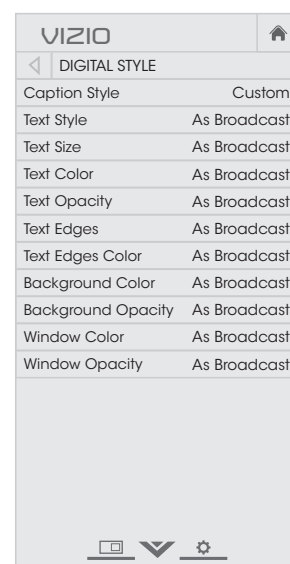 VIZIO
DIGITAL STYLE
Caption Style Custom
Text Style As Broadcast
Text Size As Broadcast
Text Color As Broadcast
Text Opacity As Broadcast
Text Edges As Broadcast
Text Edges Color As Broadcast
Background Color As Broadcast
Background Opacity As Broadcast
Window Color As Broadcast
Window Opacity As Broadcast